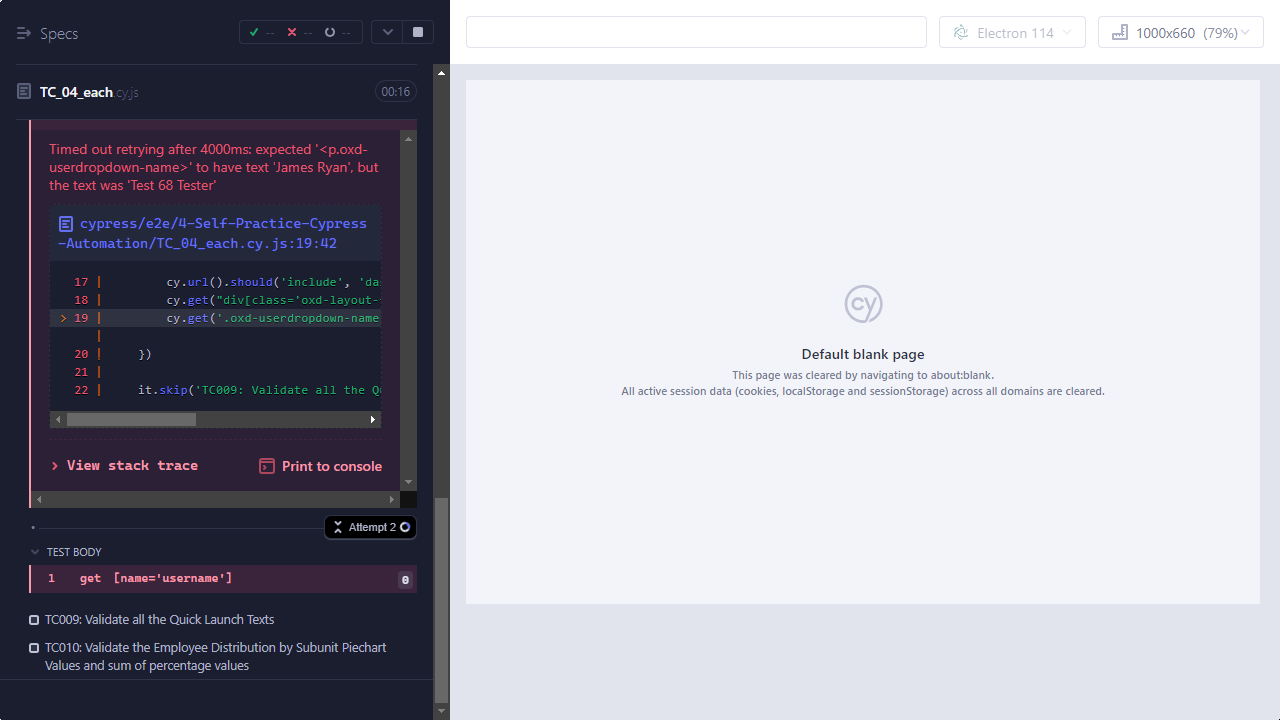 Specs
--
--
--
Electron 114
1000x660 (79%)
TC_04_each.cy.js
00:16
Timed out retrying after 4000ms: expected '<p.oxd-
userdropdown-name>' to have text 'James Ryan', but
the text was 'Test 68 Tester'
cypress/e2e/4-Self-Practice-Cypress
-Automation/TC_04_each.cy.js:19:42
17 | cy.url().should('include', 'da
18 | cy.get("div[class='oxd-layout-
> 19 | cy.get('.oxd-userdropdown-name
|
20 | })
21 |
22 | it.skip('TC009: Validate all the Q
View stack trace
Print to console
Attempt 2
TEST BODY
1 get [name='username'] 0
TC009: Validate all the Quick Launch Texts
TC010: Validate the Employee Distribution by Subunit Piechart
Values and sum of percentage values
cy
Default blank page
This page was cleared by navigating to about:blank.
All active session data (cookies, localStorage and sessionStorage) across all domains are cleared.